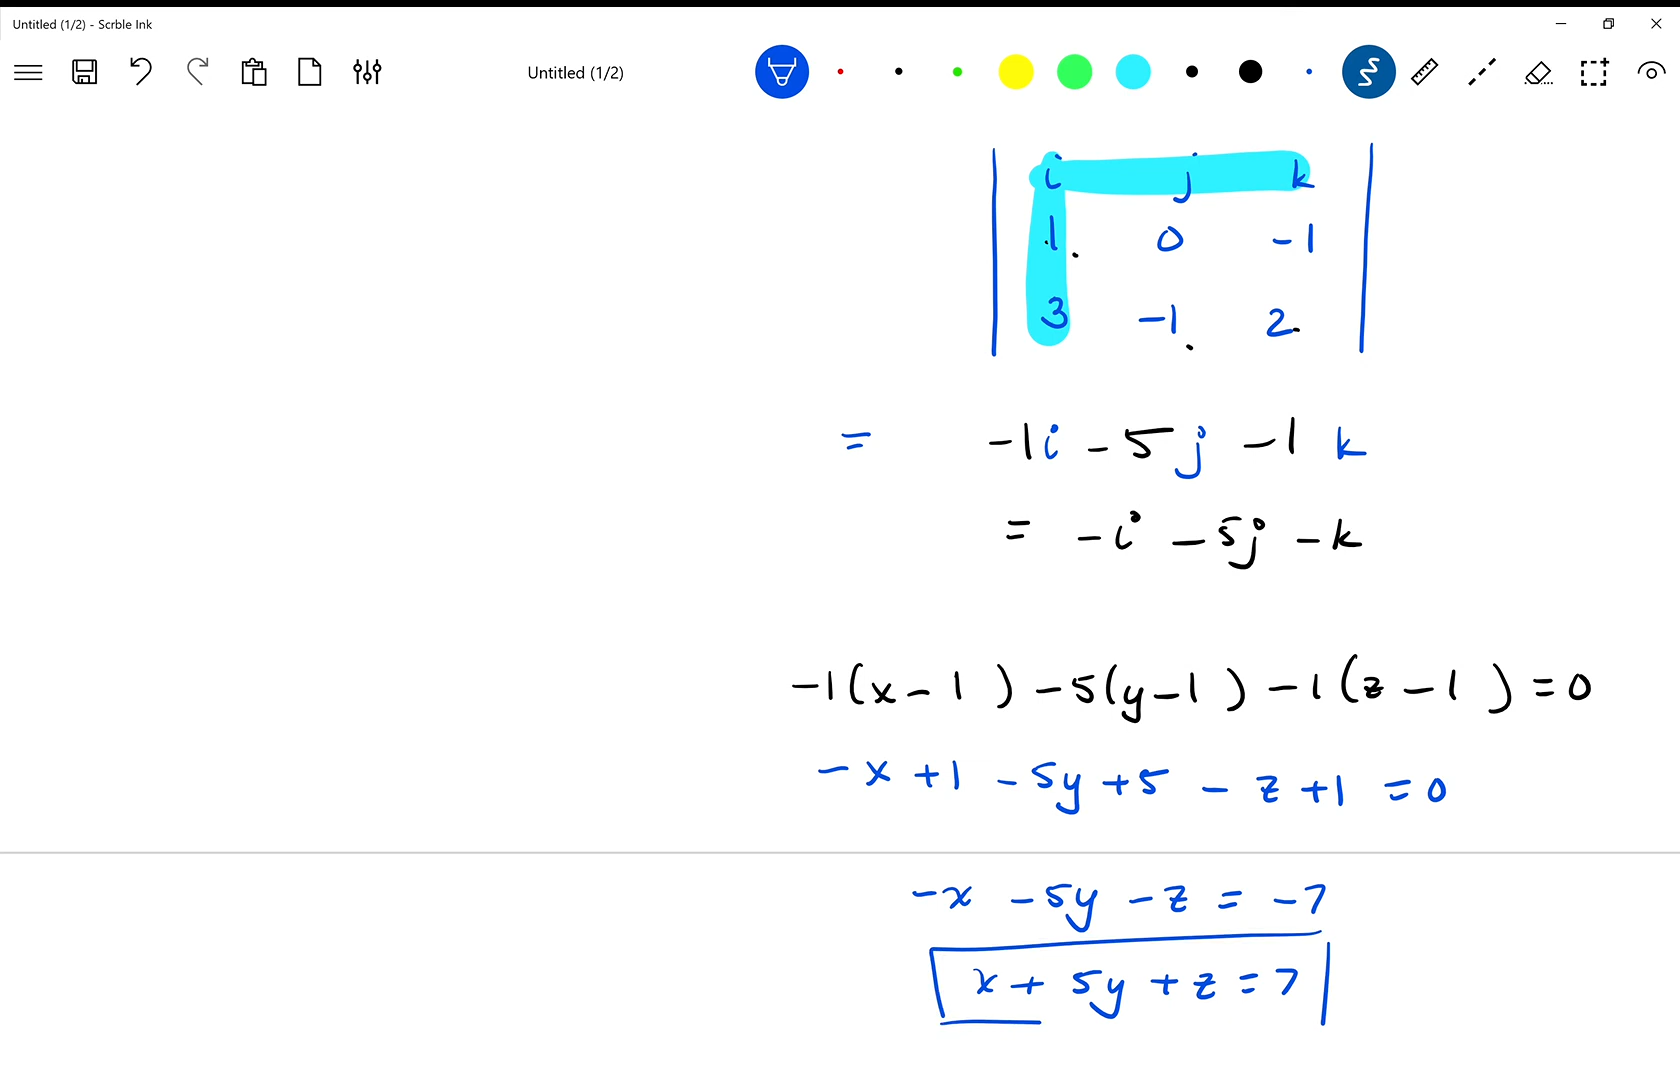 Untitled (1/2) - Scrble Ink
Untitled (1/2)
i j k
1 0 -1
3 -1 2
= -1i - 5j -1 k
= -i - 5j - k
-1(x-1) -5(y-1) -1(z-1) = 0
-x +1 -5y +5 - z +1 = 0
-x -5y -z = -7
x + 5y + z = 7